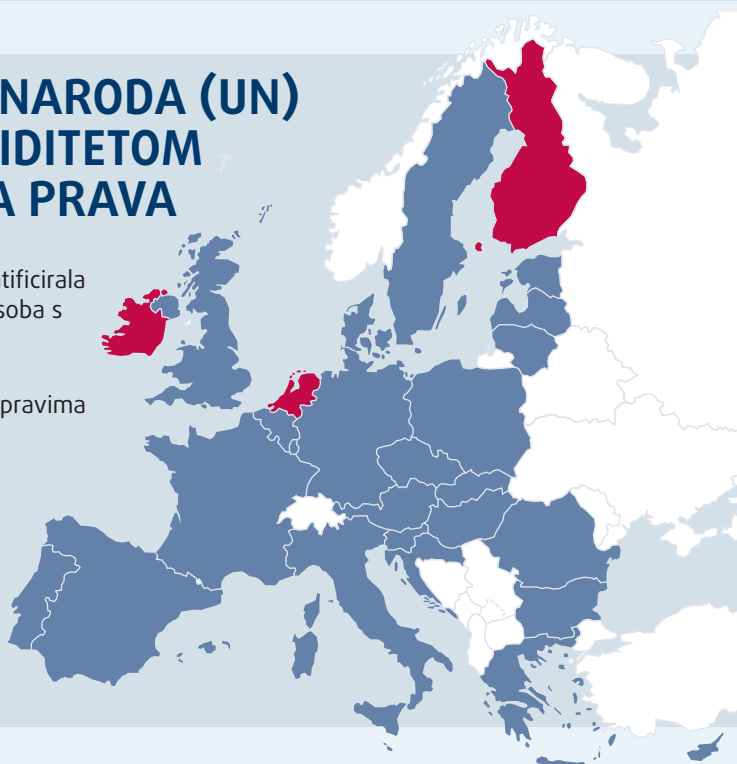 NARODA (UN)
IDITETOM
A PRAVA
tificirala
soba s
pravima